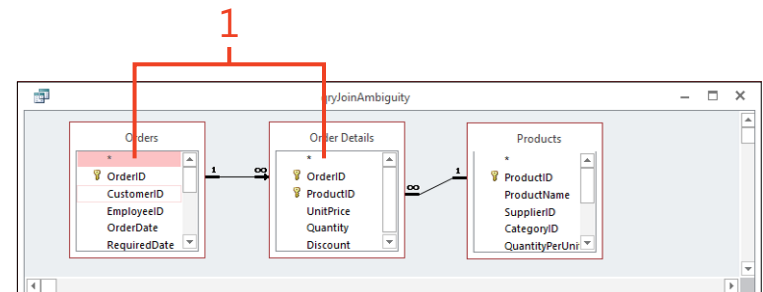 1
qryJoinAmbiguity
Orders
*
OrderID
CustomerID
EmployeeID
OrderDate
RequiredDate
1
∞
Order Details
*
OrderID
ProductID
UnitPrice
Quantity
Discount
∞
1
Products
*
ProductID
ProductName
SupplierID
CategoryID
QuantityPerUni